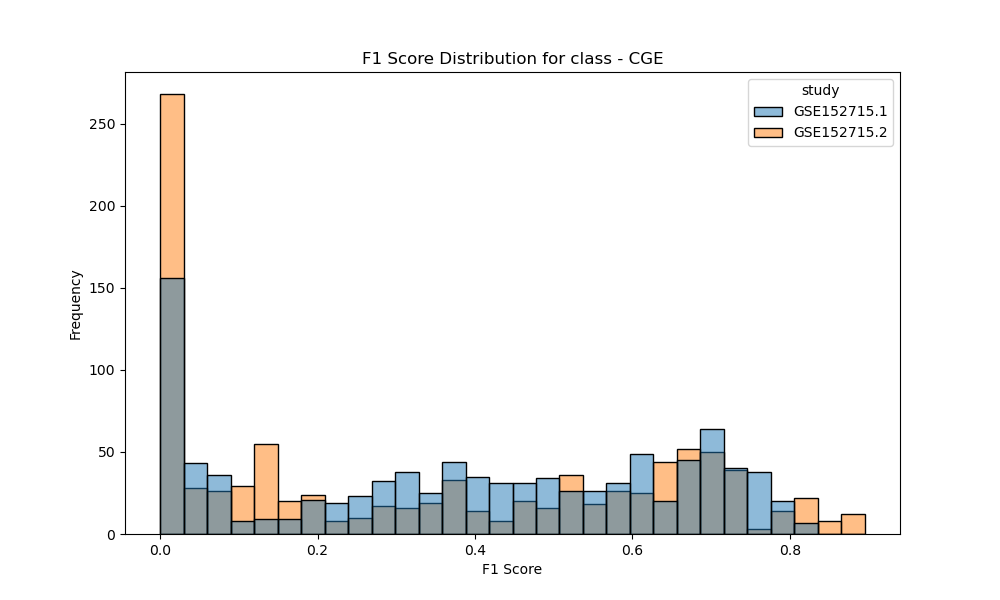 F1 Score Distribution for class - CGE
study
GSE152715.1
GSE152715.2
Frequency
250
200
150
100
50
0
0.0 0.2 0.4 0.6 0.8
F1 Score